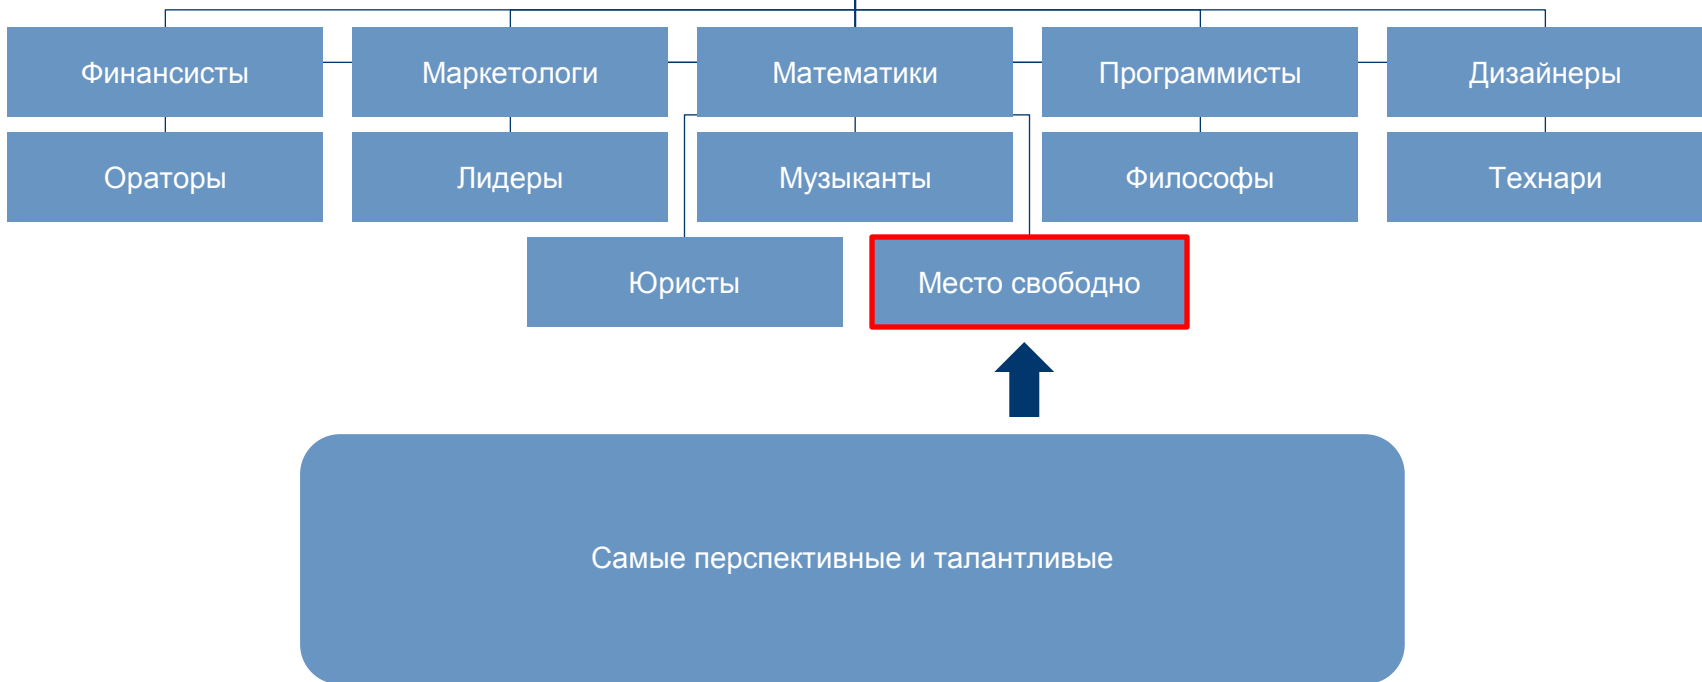 Финансисты
Маркетологи
Математики
Программисты
Дизайнеры
Ораторы
Лидеры
Музыканты
Философы
Технари
Юристы
Место свободно
Самые перспективные и талантливые